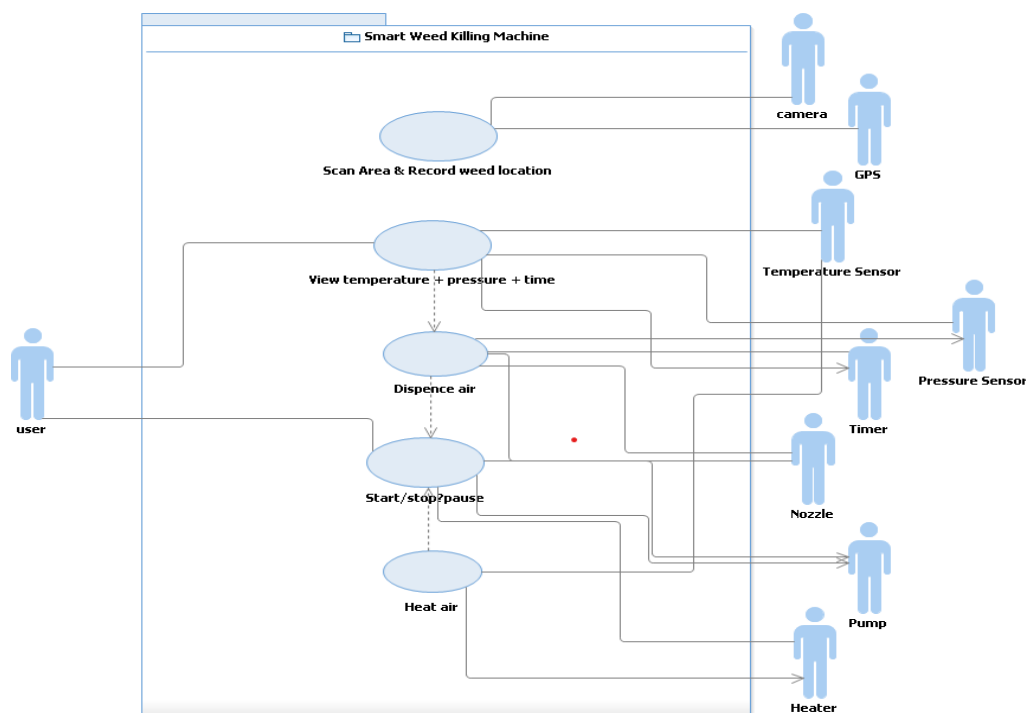 Smart Weed Killing Machine
camera
Scan Area & Record weed location
GPS
Temperature Sensor
View temperature + pressure + time
Pressure Sensor
Dispence air
user
Timer
Start/stop?pause
Nozzle
Heat air
Pump
Heater